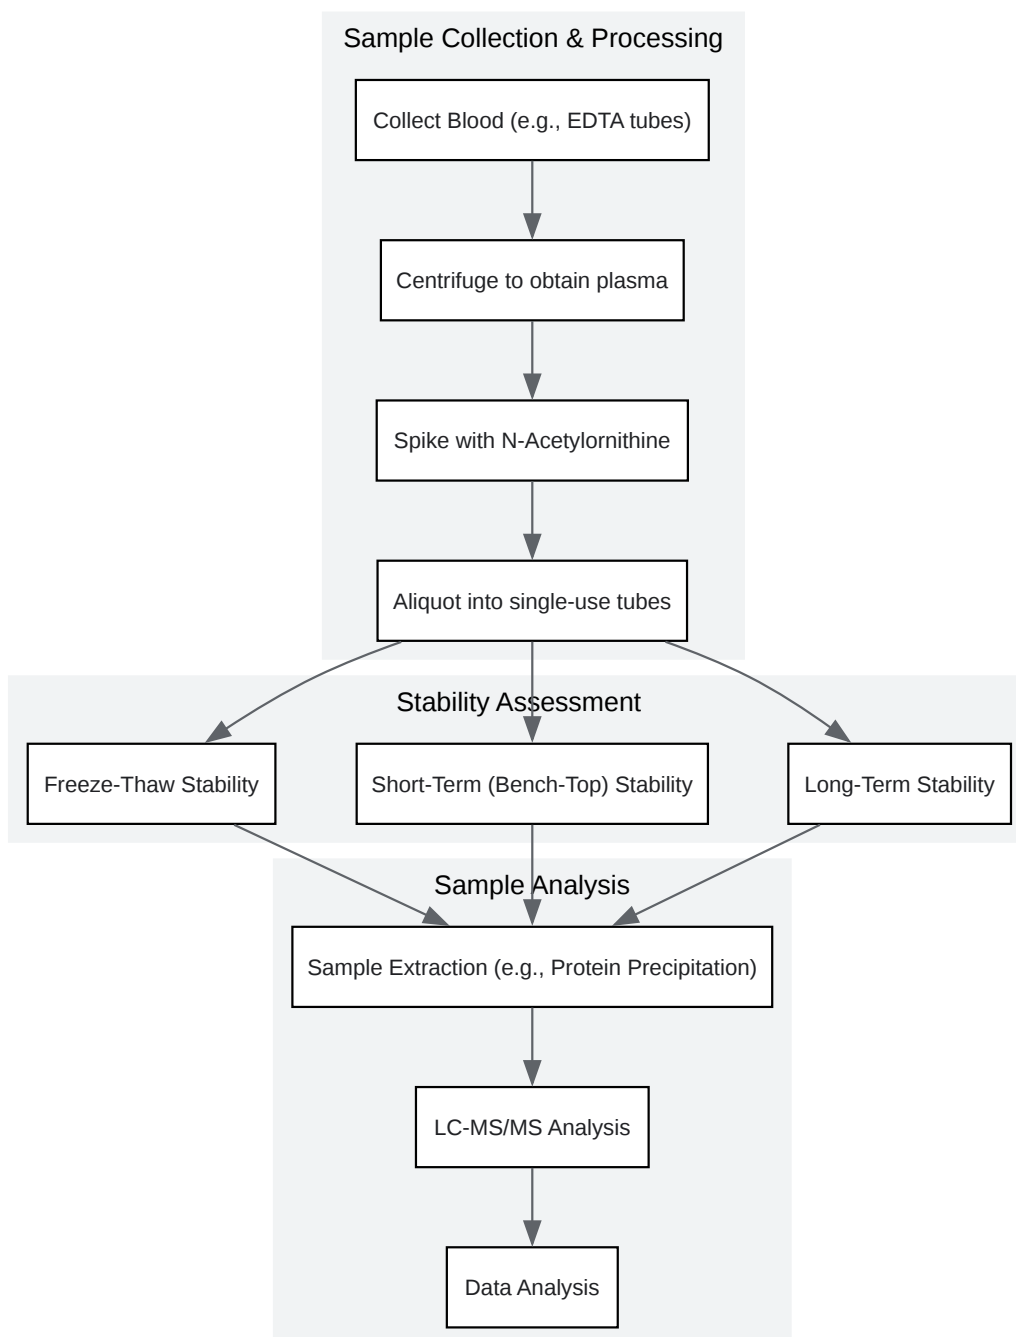 Sample Collection & Processing
Collect Blood (e.g., EDTA tubes)
Centrifuge to obtain plasma
Spike with N-Acetylornithine
Aliquot into single-use tubes
Stability Assessment
Freeze-Thaw Stability
Short-Term (Bench-Top) Stability
Long-Term Stability
Sample Analysis
Sample Extraction (e.g., Protein Precipitation)
LC-MS/MS Analysis
Data Analysis